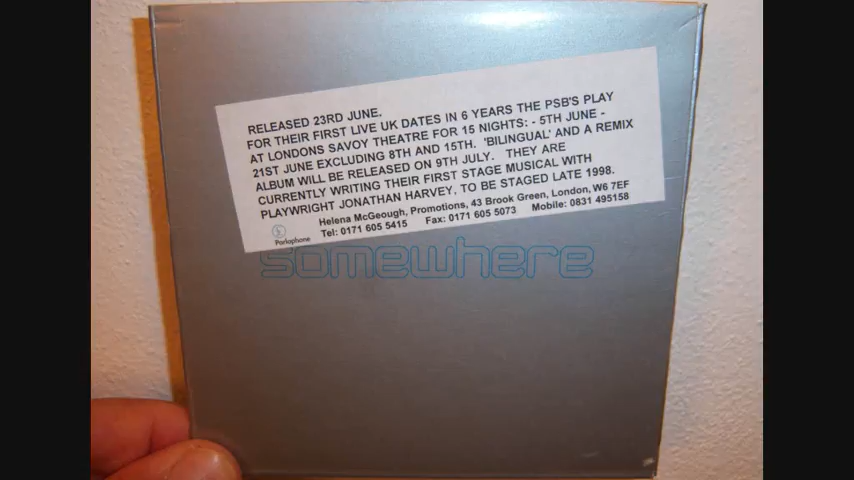 RELEASED 23RD JUNE.
FOR THEIR FIRST LIVE UK DATES IN 6 YEARS THE PSB'S PLAY
AT LONDONS SAVOY THEATRE FOR 15 NIGHTS: - 5TH JUNE -
21ST JUNE EXCLUDING 8TH AND 15TH. 'BILINGUAL' AND A REMIX
ALBUM WILL BE RELEASED ON 9TH JULY. THEY ARE
CURRENTLY WRITING THEIR FIRST STAGE MUSICAL WITH
PLAYWRIGHT JONATHAN HARVEY, TO BE STAGED LATE 1998.
Helena McGeough, Promotions, 43 Brook Green, London, W6 7EF
Tel: 0171 605 5415 Fax: 0171 605 5073 Mobile: 0831 495158
Parlophone
somewhere